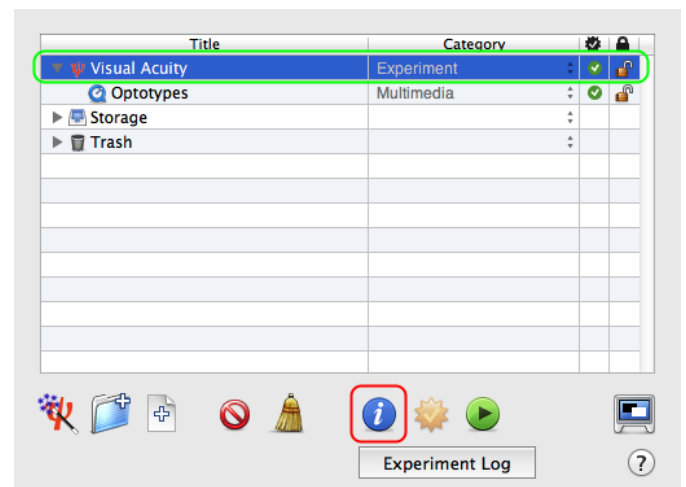 Title Category
Visual Acuity Experiment
Optotypes Multimedia
Storage
Trash
i
Experiment Log ?